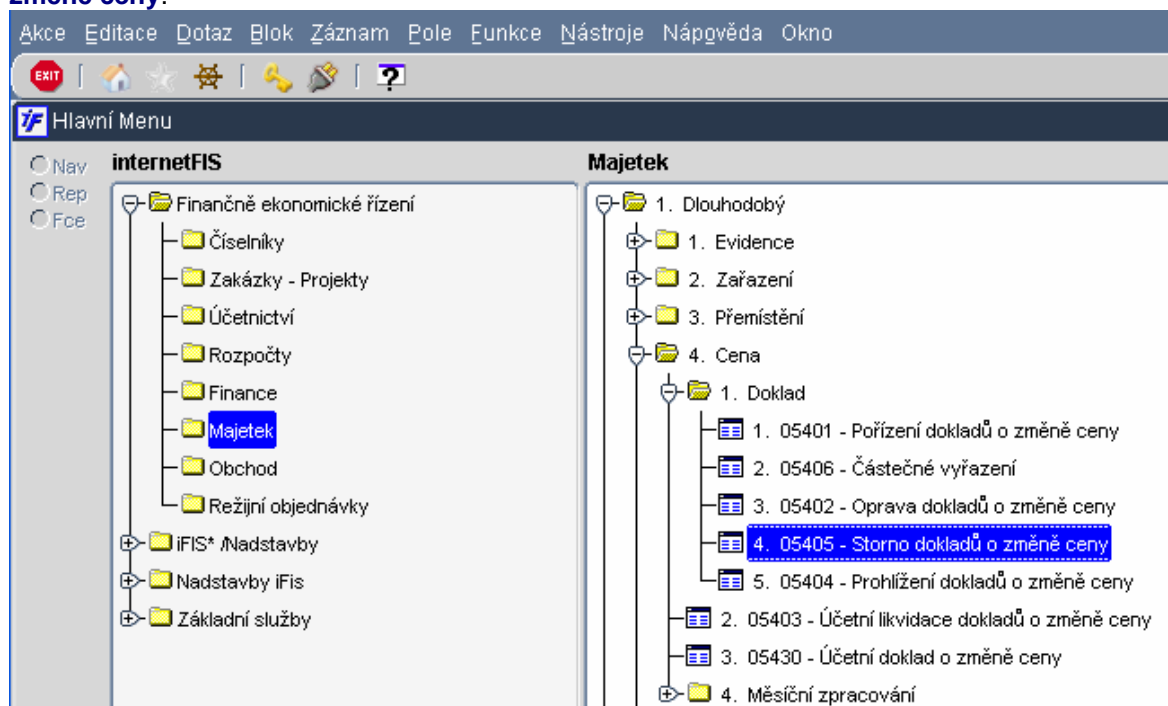 změně ceny.
Akce Editace Dotaz Blok Záznam Pole Funkce Nástroje Nápověda Okno
EXIT ?
iF Hlavní Menu
Nav internetFIS Majetek
Rep
Fce
Finančně ekonomické řízení
Číselníky
Zakázky - Projekty
Účetnictví
Rozpočty
Finance
Majetek
Obchod
Režijní objednávky
iFIS* /Nadstavby
Nadstavby iFis
Základní služby
1. Dlouhodobý
1. Evidence
2. Zařazení
3. Přemístění
4. Cena
1. Doklad
1. 05401 - Pořízení dokladů o změně ceny
2. 05406 - Částečné vyřazení
3. 05402 - Oprava dokladů o změně ceny
4. 05405 - Storno dokladů o změně ceny
5. 05404 - Prohlížení dokladů o změně ceny
2. 05403 - Účetní likvidace dokladů o změně ceny
3. 05430 - Účetní doklad o změně ceny
4. Měsíční zpracování